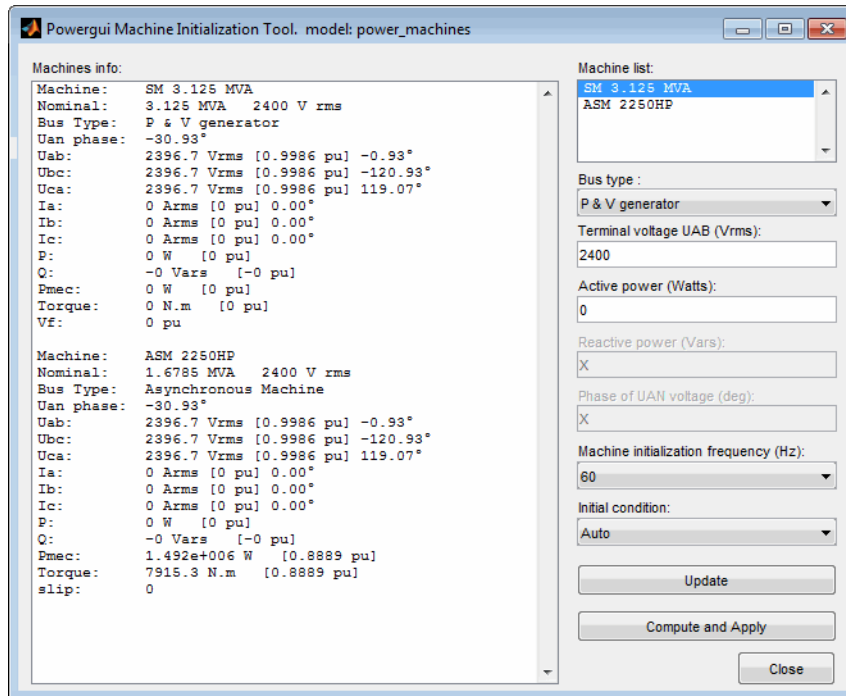 Powergui Machine Initialization Tool. model: power_machines
Machines info:
Machine: SM 3.125 MVA
Nominal: 3.125 MVA 2400 V rms
Bus Type: P & V generator
Uan phase: -30.93°
Uab: 2396.7 Vrms [0.9986 pu] -0.93°
Ubc: 2396.7 Vrms [0.9986 pu] -120.93°
Uca: 2396.7 Vrms [0.9986 pu] 119.07°
Ia: 0 Arms [0 pu] 0.00°
Ib: 0 Arms [0 pu] 0.00°
Ic: 0 Arms [0 pu] 0.00°
P: 0 W [0 pu]
Q: -0 Vars [-0 pu]
Pmec: 0 W [0 pu]
Torque: 0 N.m [0 pu]
Vf: 0 pu
Machine: ASM 2250HP
Nominal: 1.6785 MVA 2400 V rms
Bus Type: Asynchronous Machine
Uan phase: -30.93°
Uab: 2396.7 Vrms [0.9986 pu] -0.93°
Ubc: 2396.7 Vrms [0.9986 pu] -120.93°
Uca: 2396.7 Vrms [0.9986 pu] 119.07°
Ia: 0 Arms [0 pu] 0.00°
Ib: 0 Arms [0 pu] 0.00°
Ic: 0 Arms [0 pu] 0.00°
P: 0 W [0 pu]
Q: -0 Vars [-0 pu]
Pmec: 1.492e+006 W [0.8889 pu]
Torque: 7915.3 N.m [0.8889 pu]
slip: 0
Machine list:
SM 3.125 MVA
ASM 2250HP
Bus type :
P & V generator
Terminal voltage UAB (Vrms):
2400
Active power (Watts):
0
Reactive power (Vars):
X
Phase of UAN voltage (deg):
X
Machine initialization frequency (Hz):
60
Initial condition:
Auto
Update
Compute and Apply
Close